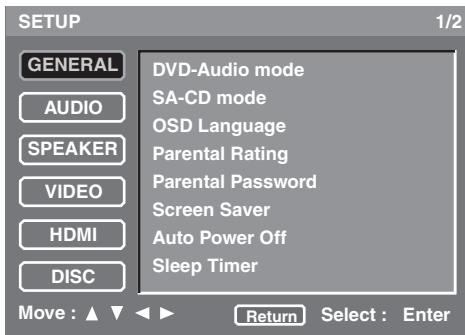 SETUP 1/2
GENERAL
AUDIO
SPEAKER
VIDEO
HDMI
DISC
DVD-Audio mode
SA-CD mode
OSD Language
Parental Rating
Parental Password
Screen Saver
Auto Power Off
Sleep Timer
Move : ▲ ▼ ◄ ► Return Select : Enter